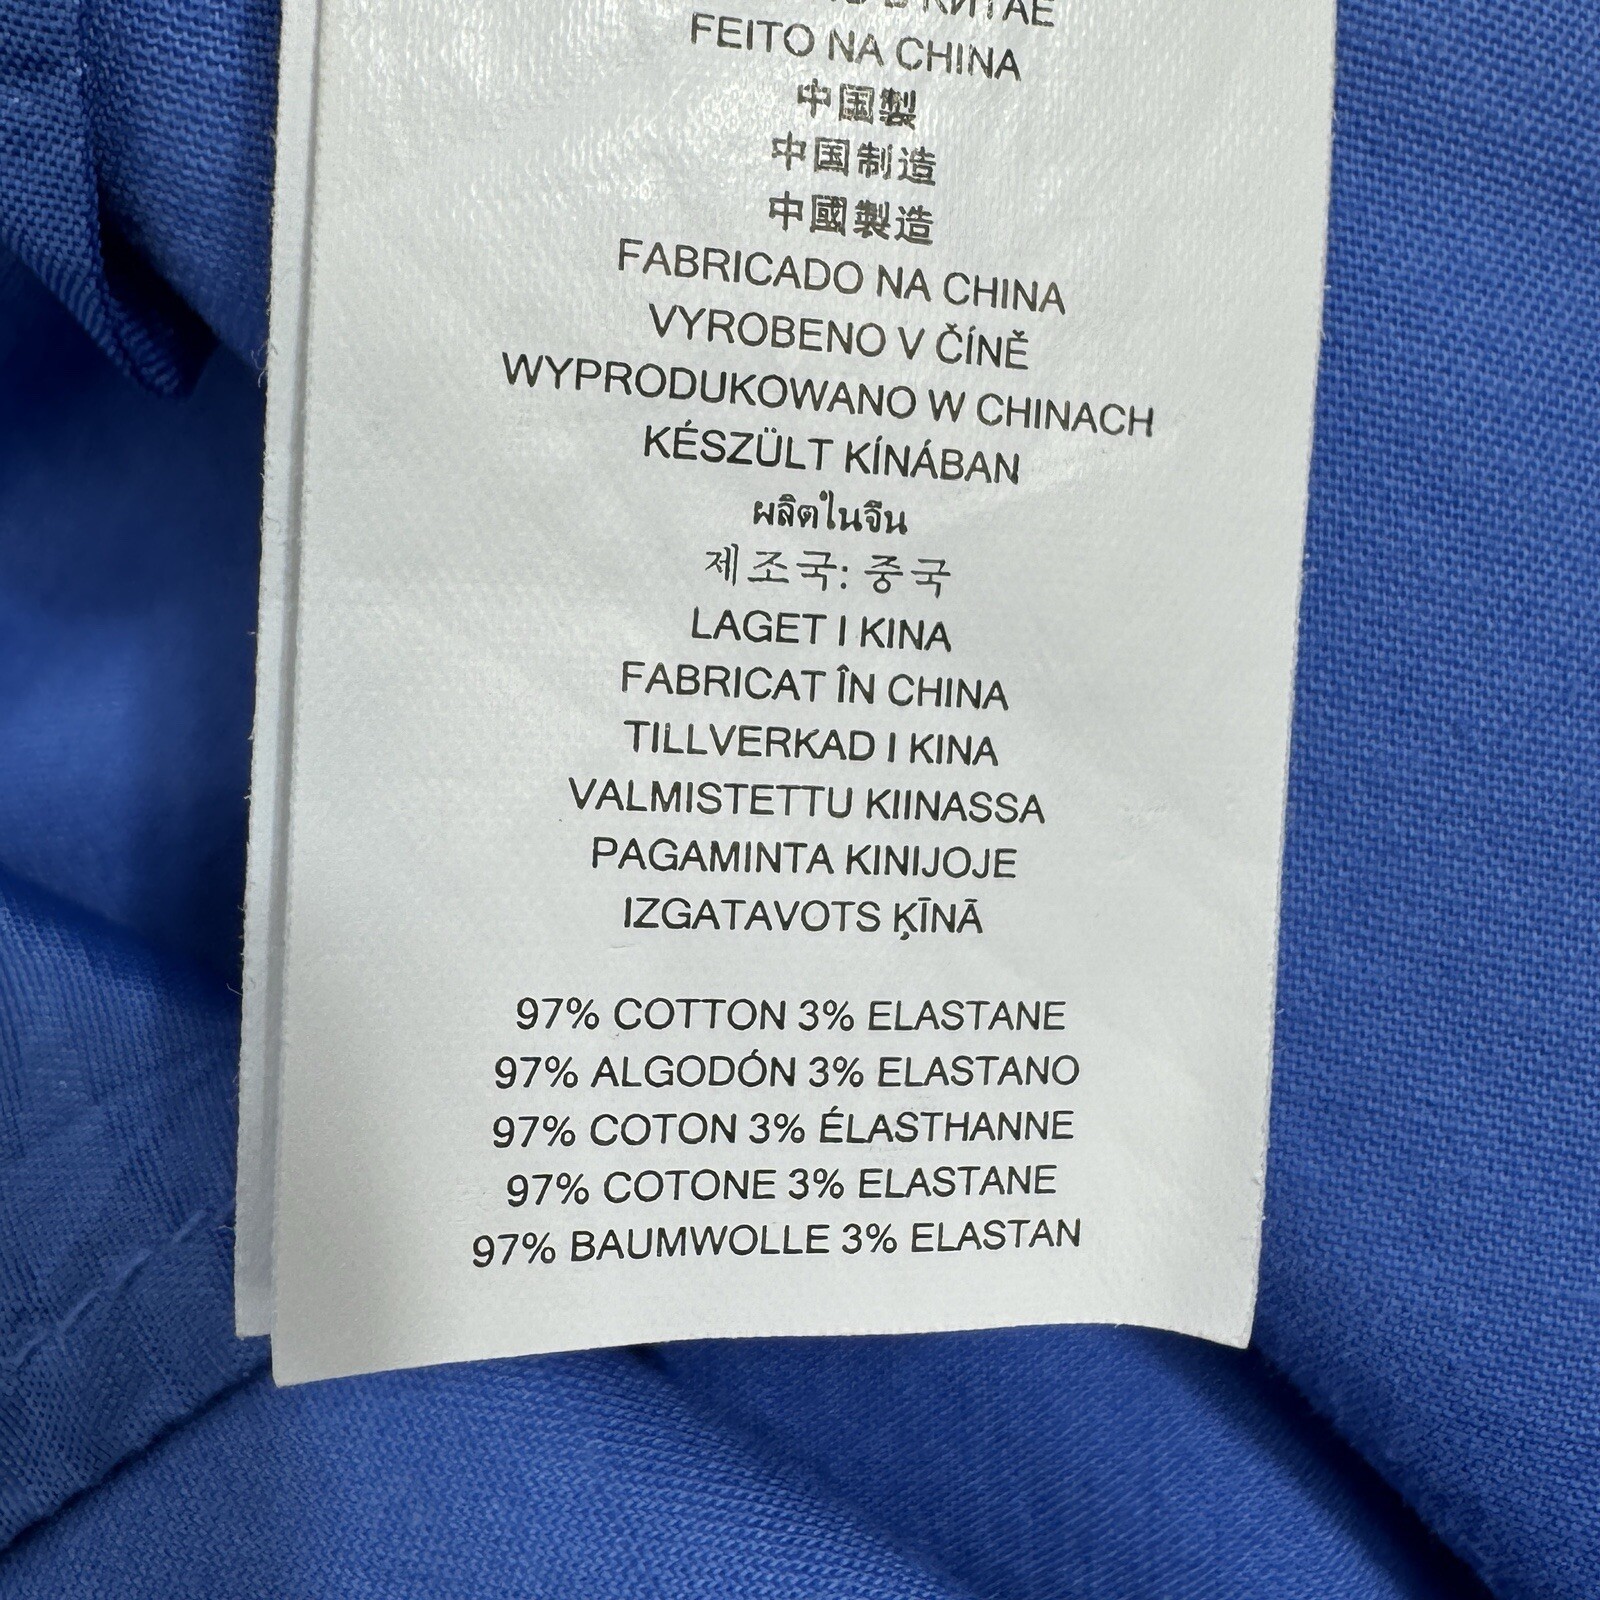 В КИТАЕ
FEITO NA CHINA
中国製
中国制造
中國製造
FABRICADO NA CHINA
VYROBENO V ČÍNĚ
WYPRODUKOWANO W CHINACH
KÉSZÜLT KÍNÁBAN
ผลิตในจีน
제조국: 중국
LAGET I KINA
FABRICAT ÎN CHINA
TILLVERKAD I KINA
VALMISTETTU KIINASSA
PAGAMINTA KINIJOJE
IZGATAVOTS ĶĪNĀ
97% COTTON 3% ELASTANE
97% ALGODÓN 3% ELASTANO
97% COTON 3% ÉLASTHANNE
97% COTONE 3% ELASTANE
97% BAUMWOLLE 3% ELASTAN